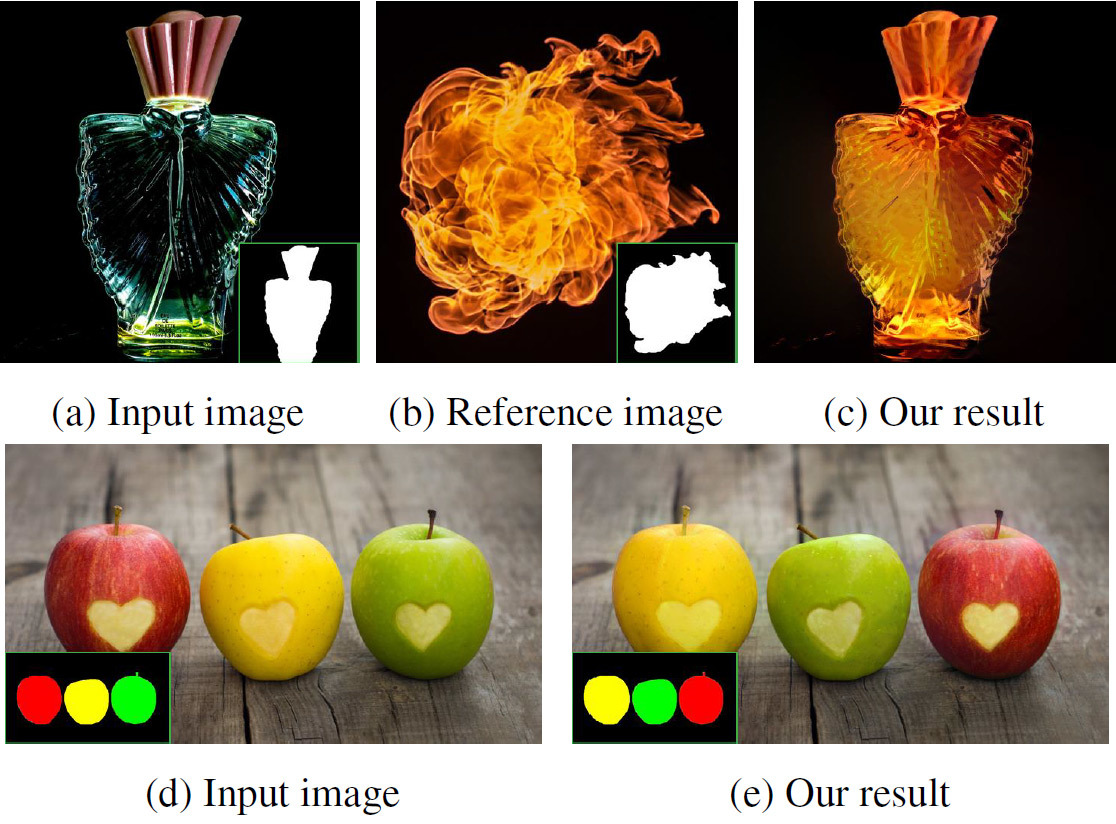 (a) Input image
(b) Reference image
(c) Our result
(d) Input image
(e) Our result